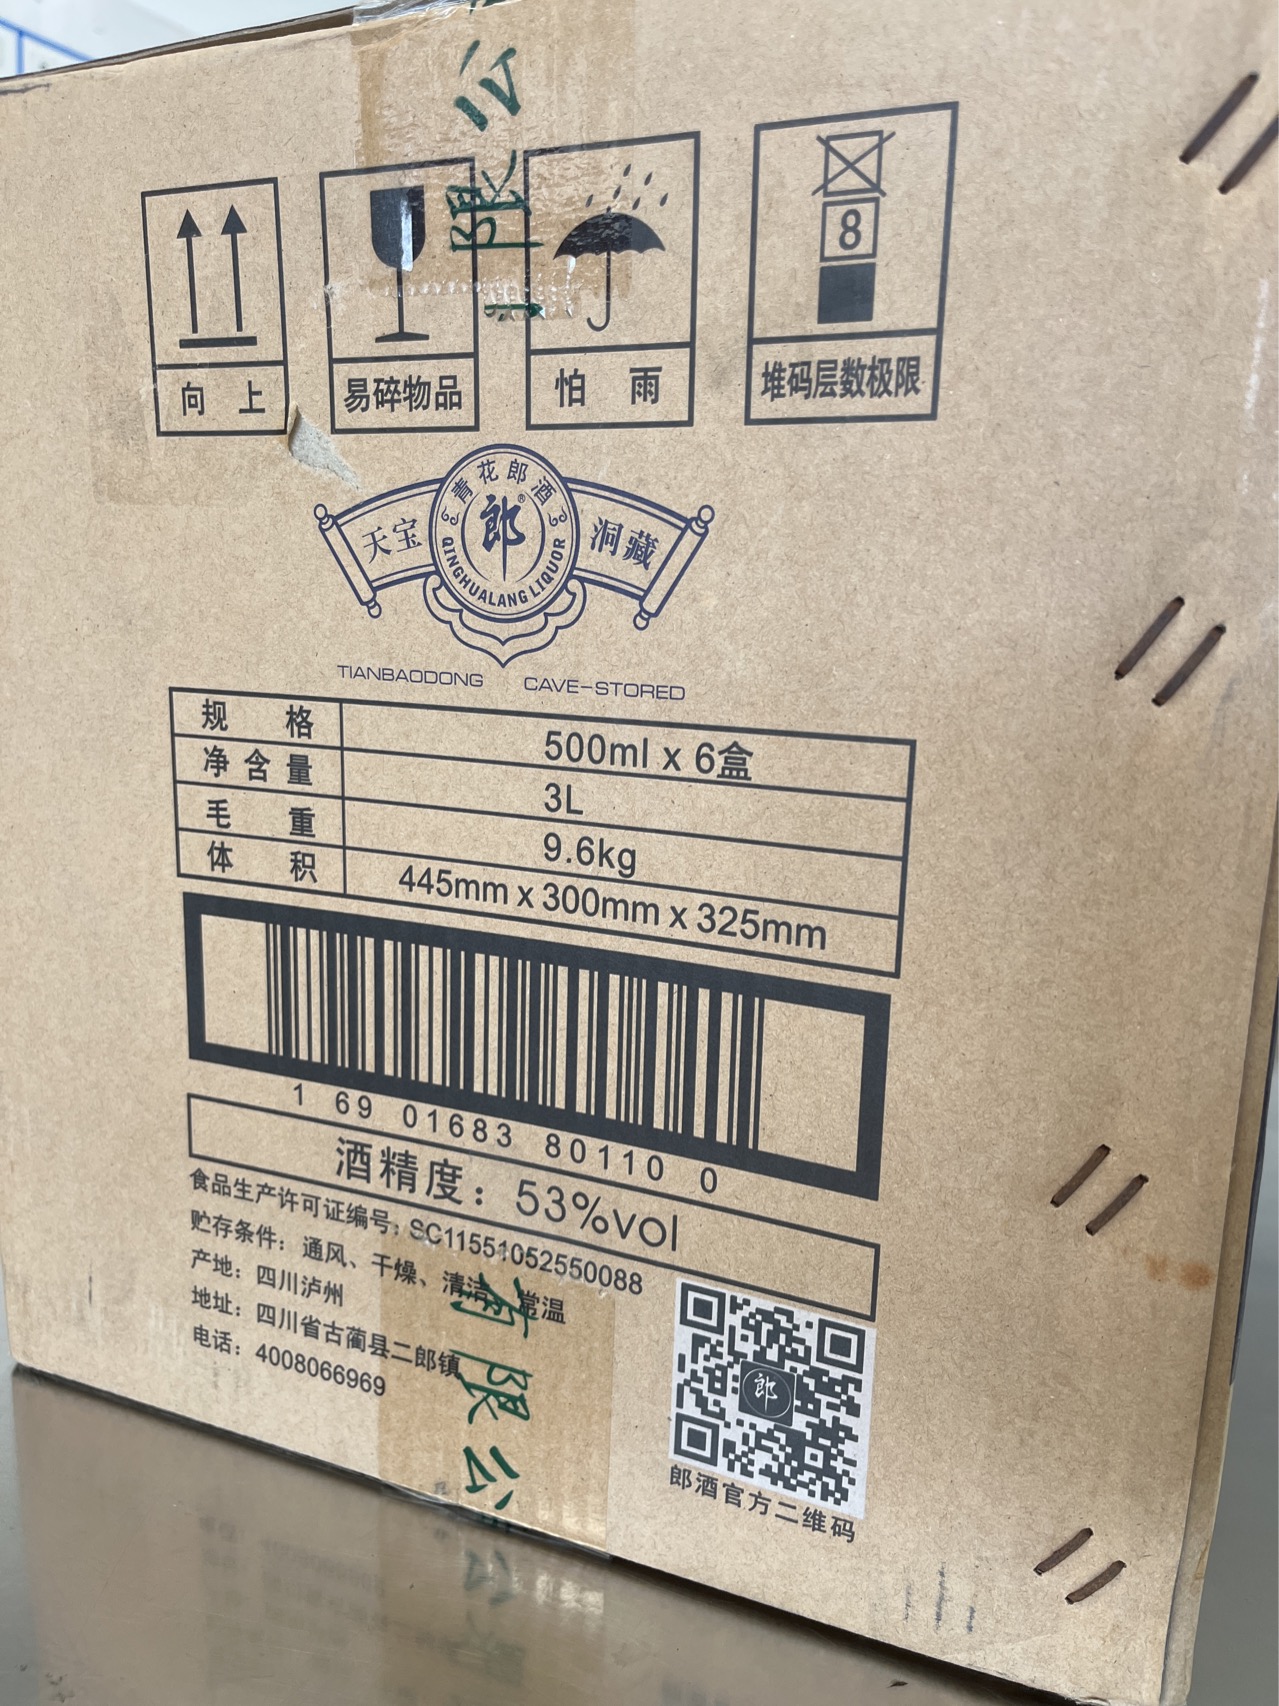 限公
8
向 上
易碎物品
怕 雨
堆码层数极限
青花郎酒
天宝
郎®
洞藏
QINGHUALANG LIQUOR
TIANBAODONG CAVE-STORED
规 格 500ml x 6盒
净含量 3L
毛 重 9.6kg
体 积 445mm x 300mm x 325mm
1 69 01683 80110 0
酒精度：53%vol
食品生产许可证编号：SC11551052550088
贮存条件：通风、干燥、清洁、常温
产地：四川泸州
地址：四川省古蔺县二郎镇
电话：4008066969
有限公
郎
郎酒官方二维码